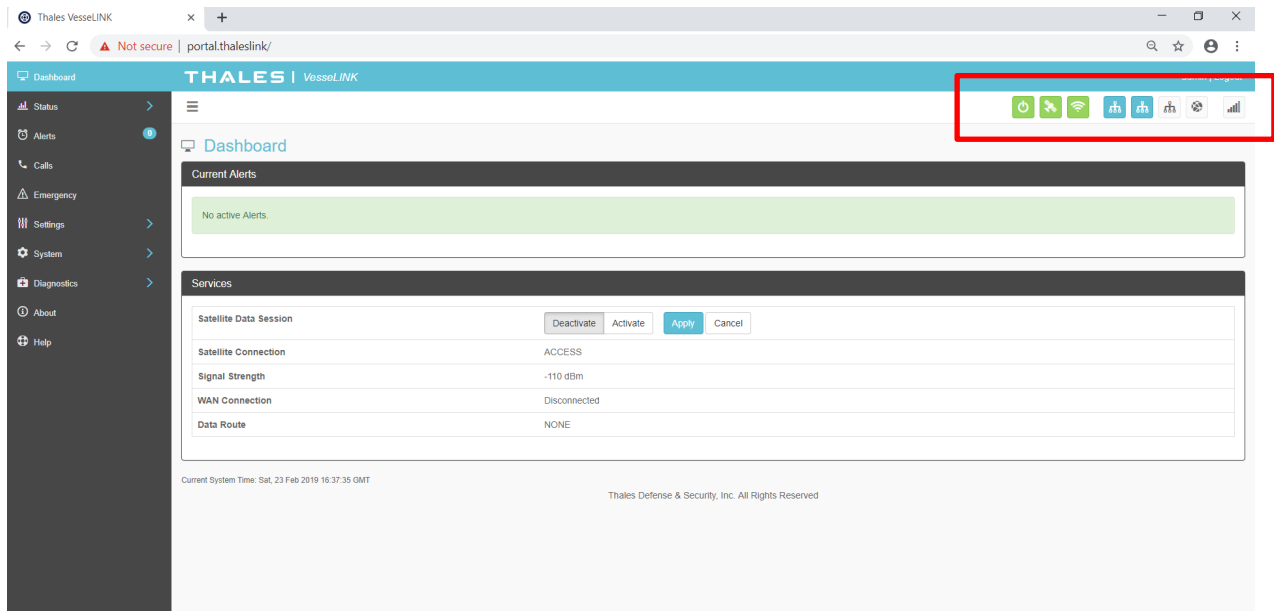 Thales VesseLINK
Not secure | portal.thaleslink/
Dashboard
THALES | VesseLINK
admin | Logout
Status
Alerts 0
Calls
Emergency
Settings
System
Diagnostics
About
Help
Dashboard
Current Alerts
No active Alerts.
Services
Satellite Data Session Deactivate Activate Apply Cancel
Satellite Connection ACCESS
Signal Strength -110 dBm
WAN Connection Disconnected
Data Route NONE
Current System Time: Sat, 23 Feb 2019 16:37:35 GMT
Thales Defense & Security, Inc. All Rights Reserved